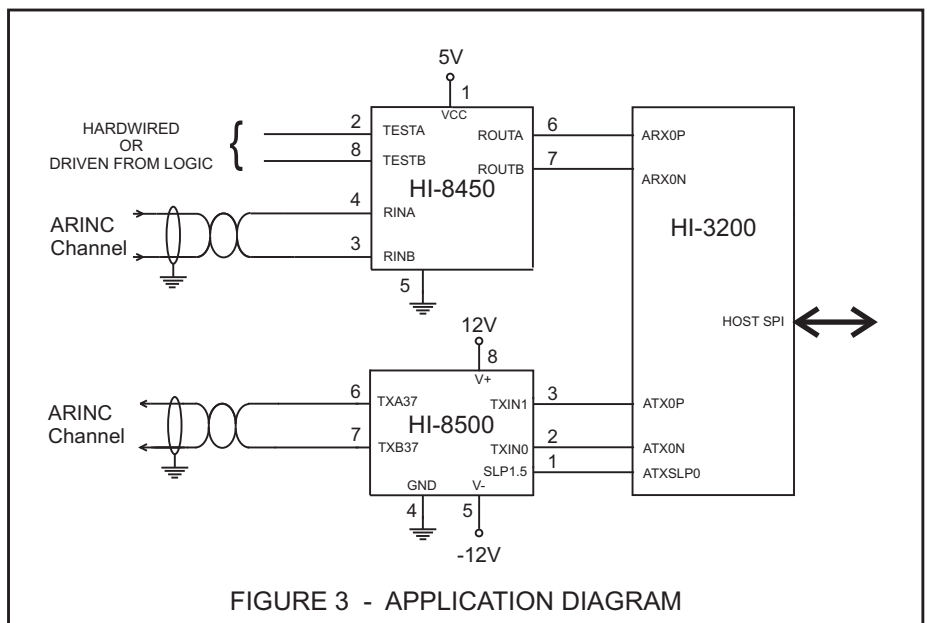 5V
1
VCC
HARDWIRED
OR
DRIVEN FROM LOGIC
{
2
TESTA
8
TESTB
ROUTA
6
ROUTB
7
ARX0P
ARX0N
HI-8450
HI-3200
ARINC
Channel
4
RINA
3
RINB
5
HOST SPI
12V
8
V+
ARINC
Channel
6
TXA37
7
TXB37
HI-8500
TXIN1
3
TXIN0
2
SLP1.5
1
ATX0P
ATX0N
ATXSLP0
GND
V-
4
5
-12V
FIGURE 3 - APPLICATION DIAGRAM